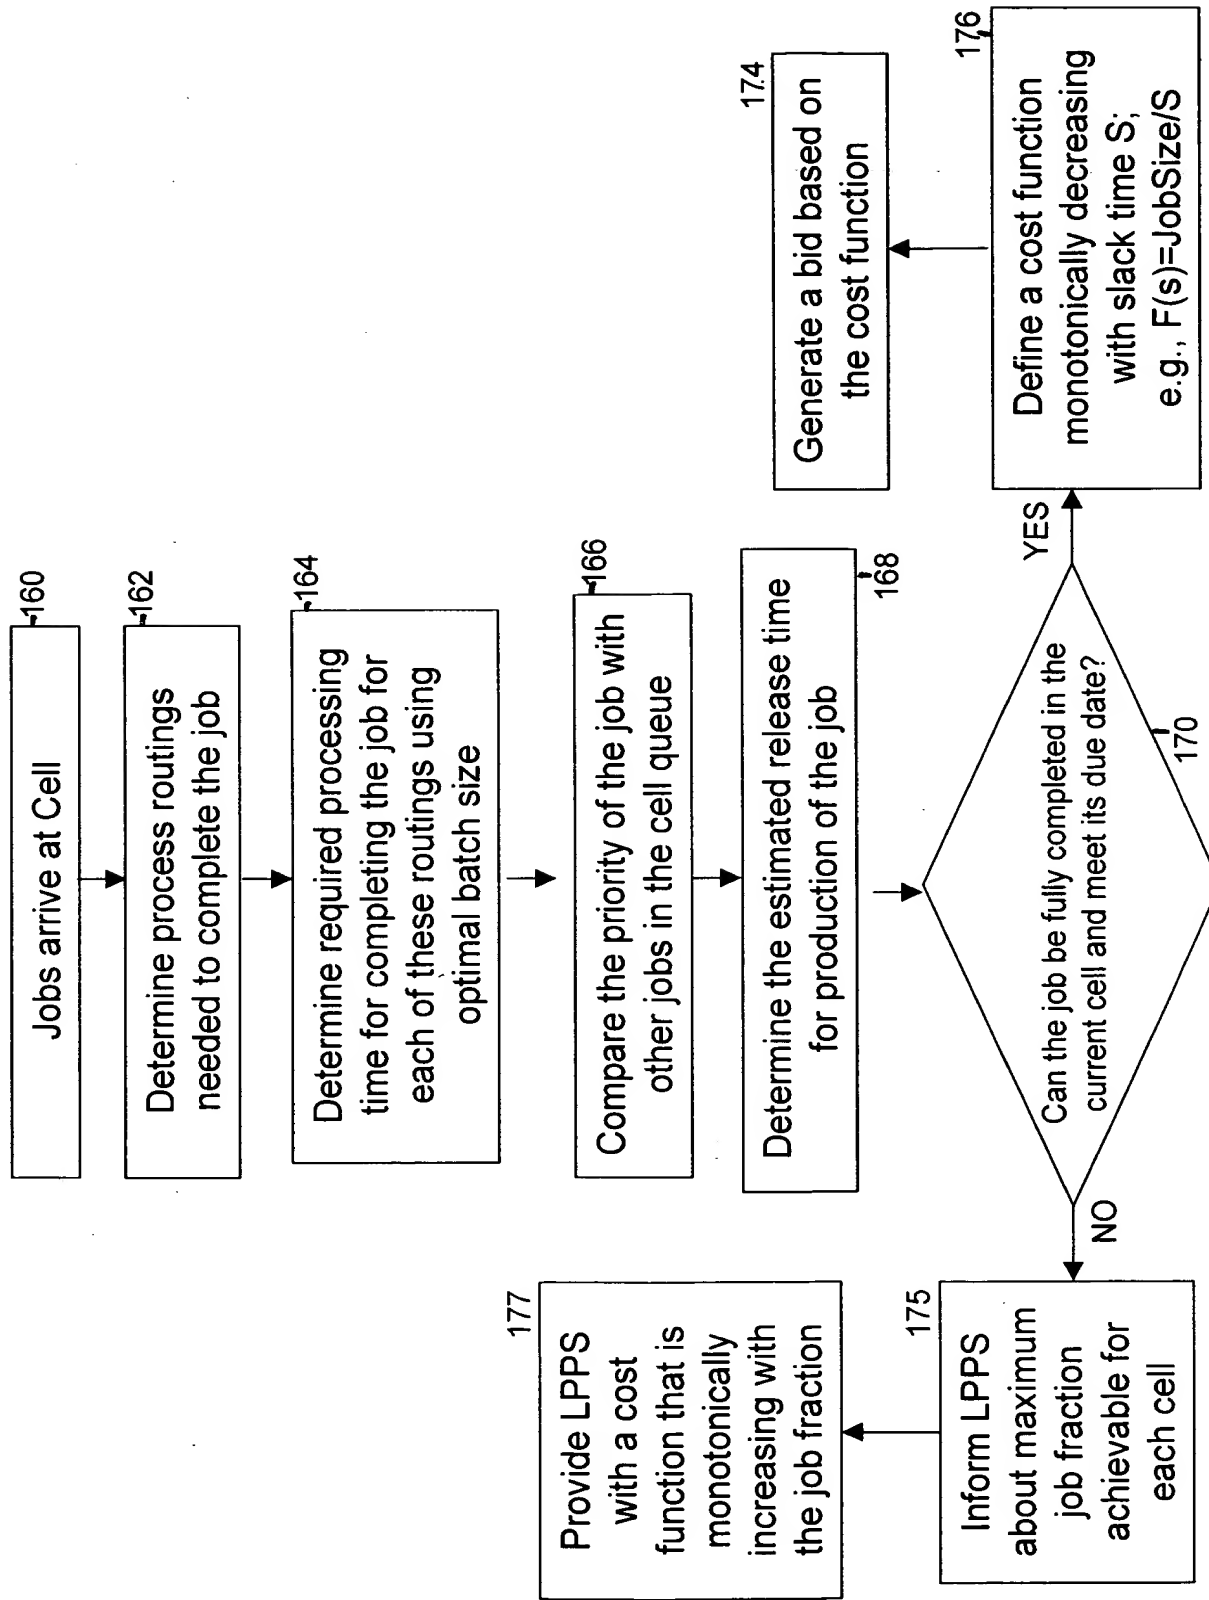 Jobs arrive at Cell
160
Determine process routings
needed to complete the job
162
Determine required processing
time for completing the job for
each of these routings using
optimal batch size
164
Compare the priority of the job with
other jobs in the cell queue
166
Determine the estimated release time
for production of the job
168
Can the job be fully completed in the
current cell and meet its due date?
170
NO
Inform LPPS
about maximum
job fraction
achievable for
each cell
175
Provide LPPS
with a cost
function that is
monotonically
increasing with
the job fraction
177
YES
Define a cost function
monotonically decreasing
with slack time S;
e.g., F(s)=JobSize/S
176
Generate a bid based on
the cost function
174